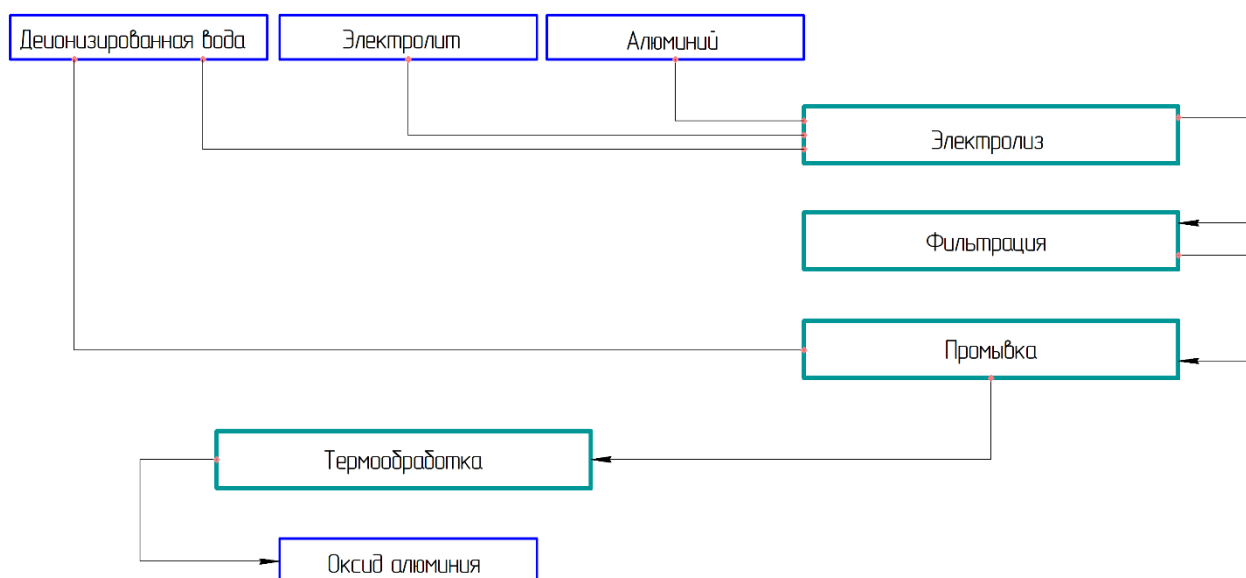 Деионизированная вода
Электролит
Алюминий
Электролиз
Фильтрация
Промывка
Термообработка
Оксид алюминия